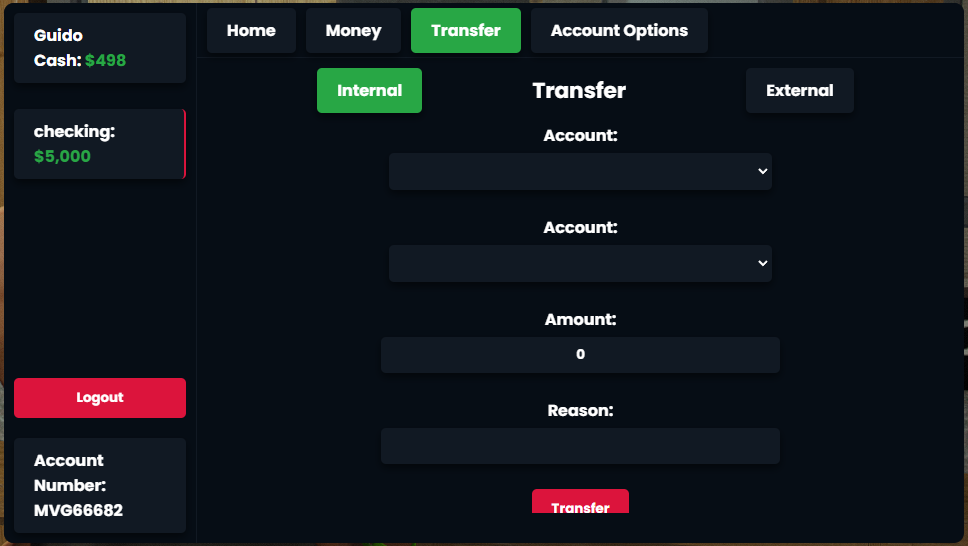 Guido
Cash: $498
checking:
$5,000
Logout
Account
Number:
MVG66682
Home
Money
Transfer
Account Options
Internal
Transfer
External
Account:
Account:
Amount:
0
Reason:
Transfer